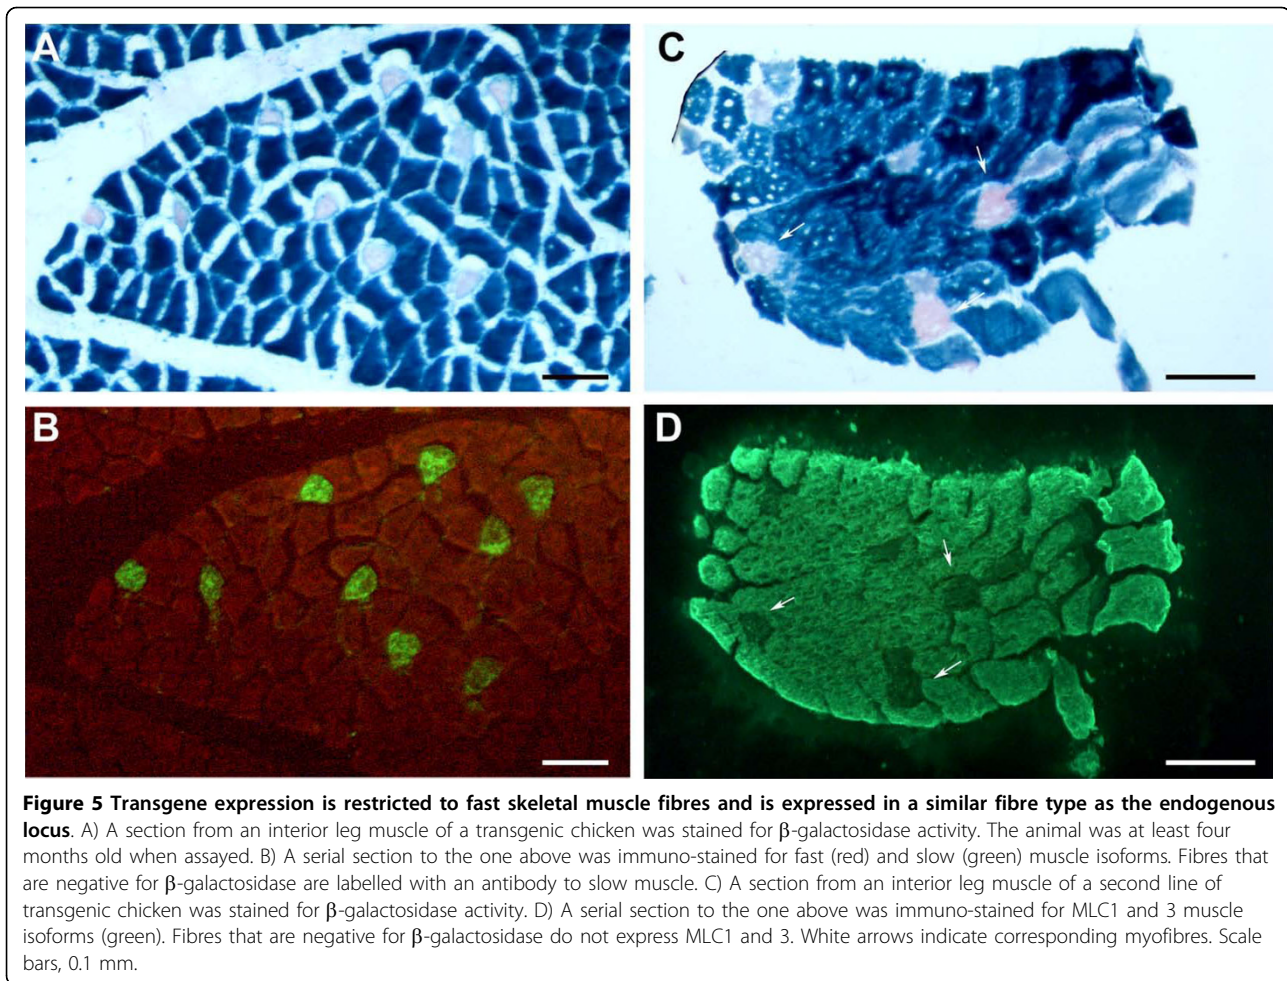 A
C
B
D
Figure 5 Transgene expression is restricted to fast skeletal muscle fibres and is expressed in a similar fibre type as the endogenous
locus. A) A section from an interior leg muscle of a transgenic chicken was stained for β-galactosidase activity. The animal was at least four
months old when assayed. B) A serial section to the one above was immuno-stained for fast (red) and slow (green) muscle isoforms. Fibres that
are negative for β-galactosidase are labelled with an antibody to slow muscle. C) A section from an interior leg muscle of a second line of
transgenic chicken was stained for β-galactosidase activity. D) A serial section to the one above was immuno-stained for MLC1 and 3 muscle
isoforms (green). Fibres that are negative for β-galactosidase do not express MLC1 and 3. White arrows indicate corresponding myofibres. Scale
bars, 0.1 mm.